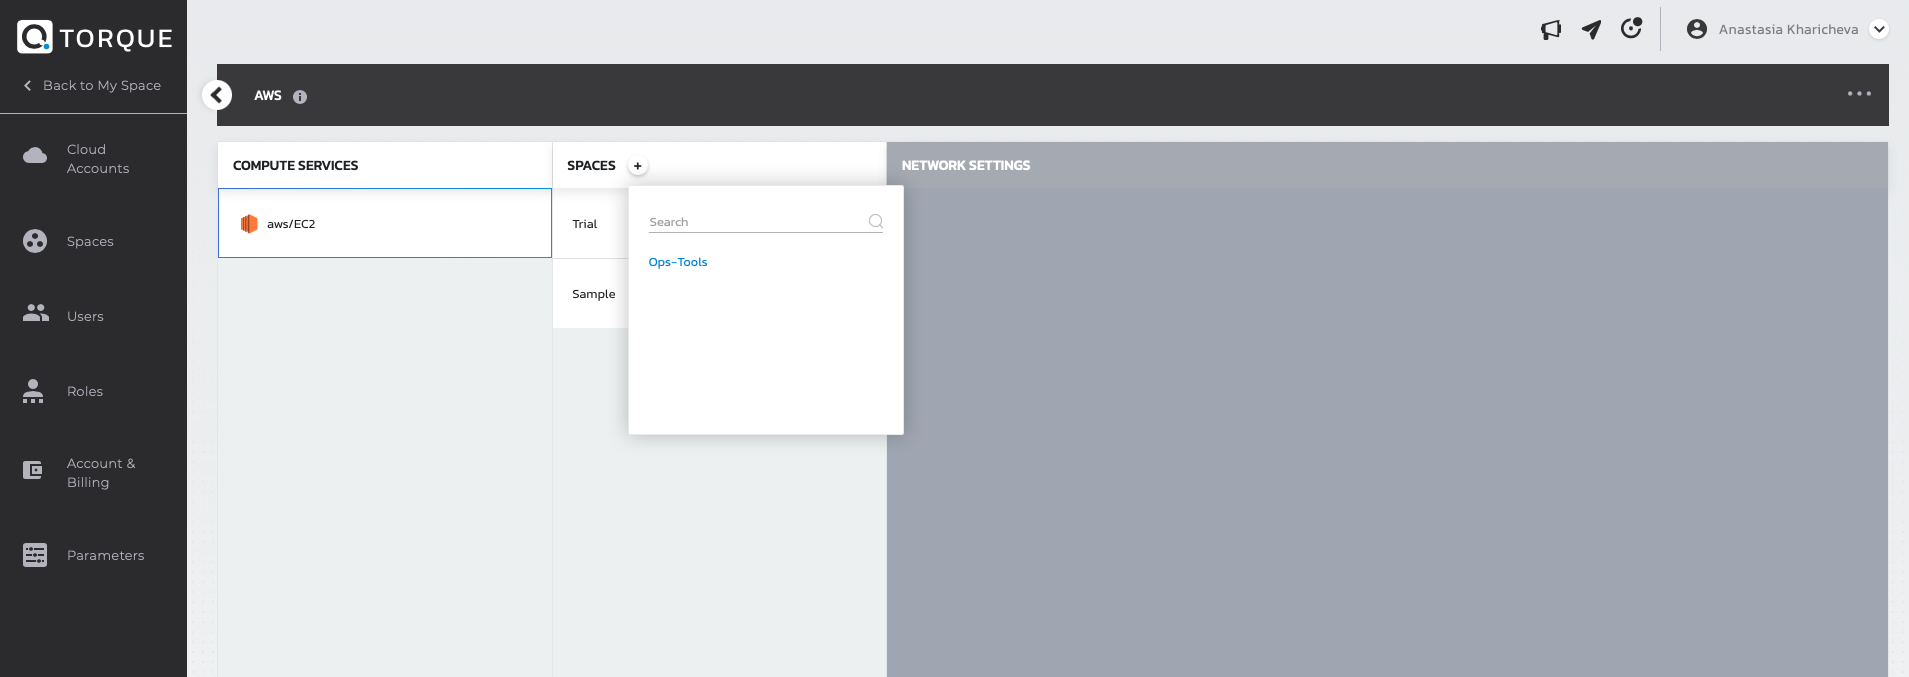 TORQUE
Back to My Space
Cloud
Accounts
Spaces
Users
Roles
Account &
Billing
Parameters
Anastasia Kharicheva
AWS
COMPUTE SERVICES
aws/EC2
SPACES +
Trial
Sample
Search
Ops-Tools
NETWORK SETTINGS